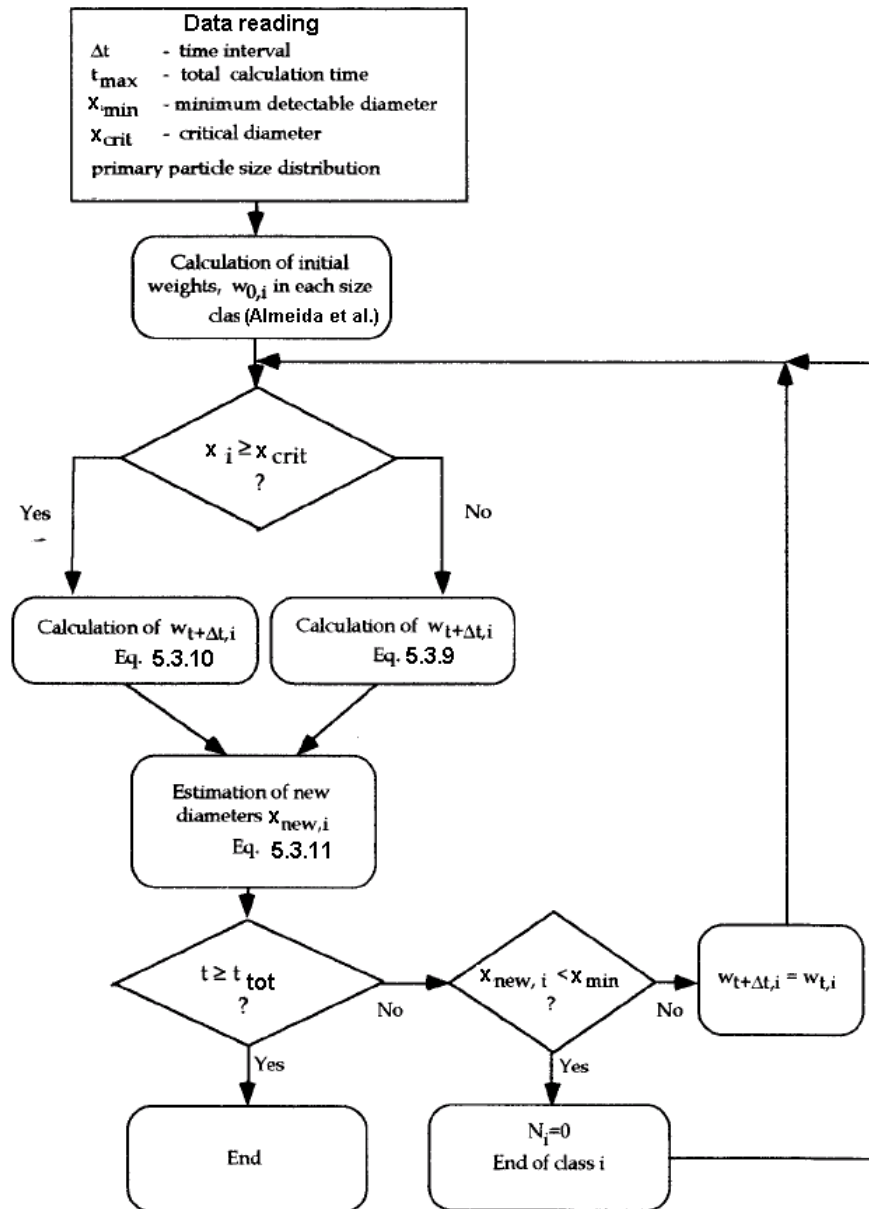 Data reading
Δt - time interval
tmax - total calculation time
xmin - minimum detectable diameter
xcrit - critical diameter
primary particle size distribution
Calculation of initial
weights, w0,i in each size
clas (Almeida et al.)
x i ≥ x crit
?
Yes
No
Calculation of wt+Δt,i
Eq. 5.3.10
Calculation of wt+Δt,i
Eq. 5.3.9
Estimation of new
diameters xnew,i
Eq. 5.3.11
t ≥ ttot
?
No
Yes
xnew, i < xmin
?
No
Yes
wt+Δt,i = wt,i
End
Ni=0
End of class i